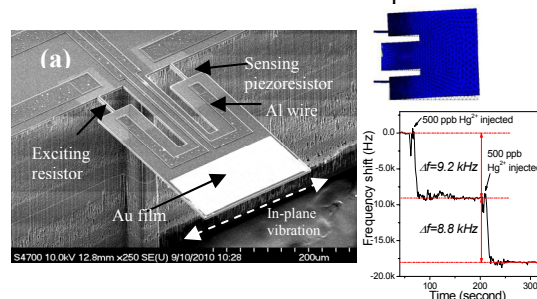 (a)
Sensing
piezoresistor
Al wire
Exciting
resistor
Au film
In-plane
vibration
S4700 10.0kV 12.8mm x250 SE(U) 9/10/2010 10:28
200um
500 ppb Hg²⁺ injected
500 ppb
Hg²⁺ injected
Δf=9.2 kHz
Δf=8.8 kHz
Frequency shift (Hz)
0.0
-5.0k
-10.0k
-15.0k
-20.0k
100
200
300
Time (second)